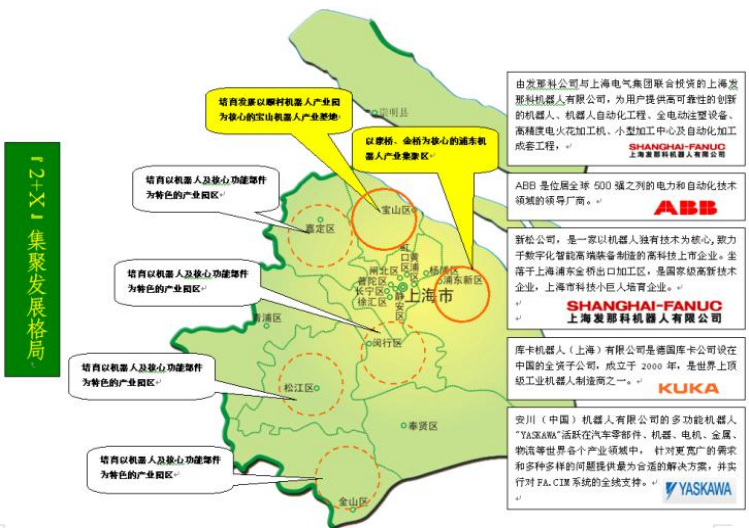 『2+X』集聚发展格局
培育发展以顾村机器人产业园
为核心的宝山机器人产业基地
以康桥、金桥为核心的浦东机
器人产业集聚区
培育以机器人及核心功能部件
为特色的产业园区
培育以机器人及核心功能部件
为特色的产业园区
培育以机器人及核心功能部件
为特色的产业园区
培育以机器人及核心功能部件
为特色的产业园区
崇明县
宝山区
嘉定区
虹口区
黄浦区
杨浦区
闸北区
普陀区
长宁区
徐汇区
静安区
上海市
浦东新区
青浦区
闵行区
松江区
奉贤区
金山区
由发那科公司与上海电气集团联合投资的上海发
那科机器人有限公司，为用户提供高可靠性的创新
的机器人、机器人自动化工程、全电动注塑设备、
高精度电火花加工机、小型加工中心及自动化加工
成套工程，
SHANGHAI-FANUC
上海发那科机器人有限公司
ABB 是位居全球 500 强之列的电力和自动化技术
领域的领导厂商。
ABB
新松公司，是一家以机器人独有技术为核心,致力
于数字化智能高端装备制造的高科技上市企业。坐
落于上海浦东金桥出口加工区，是国家级高新技术
企业，上海市科技小巨人培育企业。
SHANGHAI-FANUC
上海发那科机器人有限公司
库卡机器人（上海）有限公司是德国库卡公司设在
中国的全资子公司，成立于 2000 年，是世界上顶
级工业机器人制造商之一。
KUKA
安川（中国）机器人有限公司的多功能机器人
"YASKAWA"活跃在汽车零部件、机器、电机、金属、
物流等世界各个产业领域中， 针对更宽广的需求
和多种多样的问题提供最为合适的解决方案，并实
行对 FA.CIM 系统的全线支持。
YASKAWA